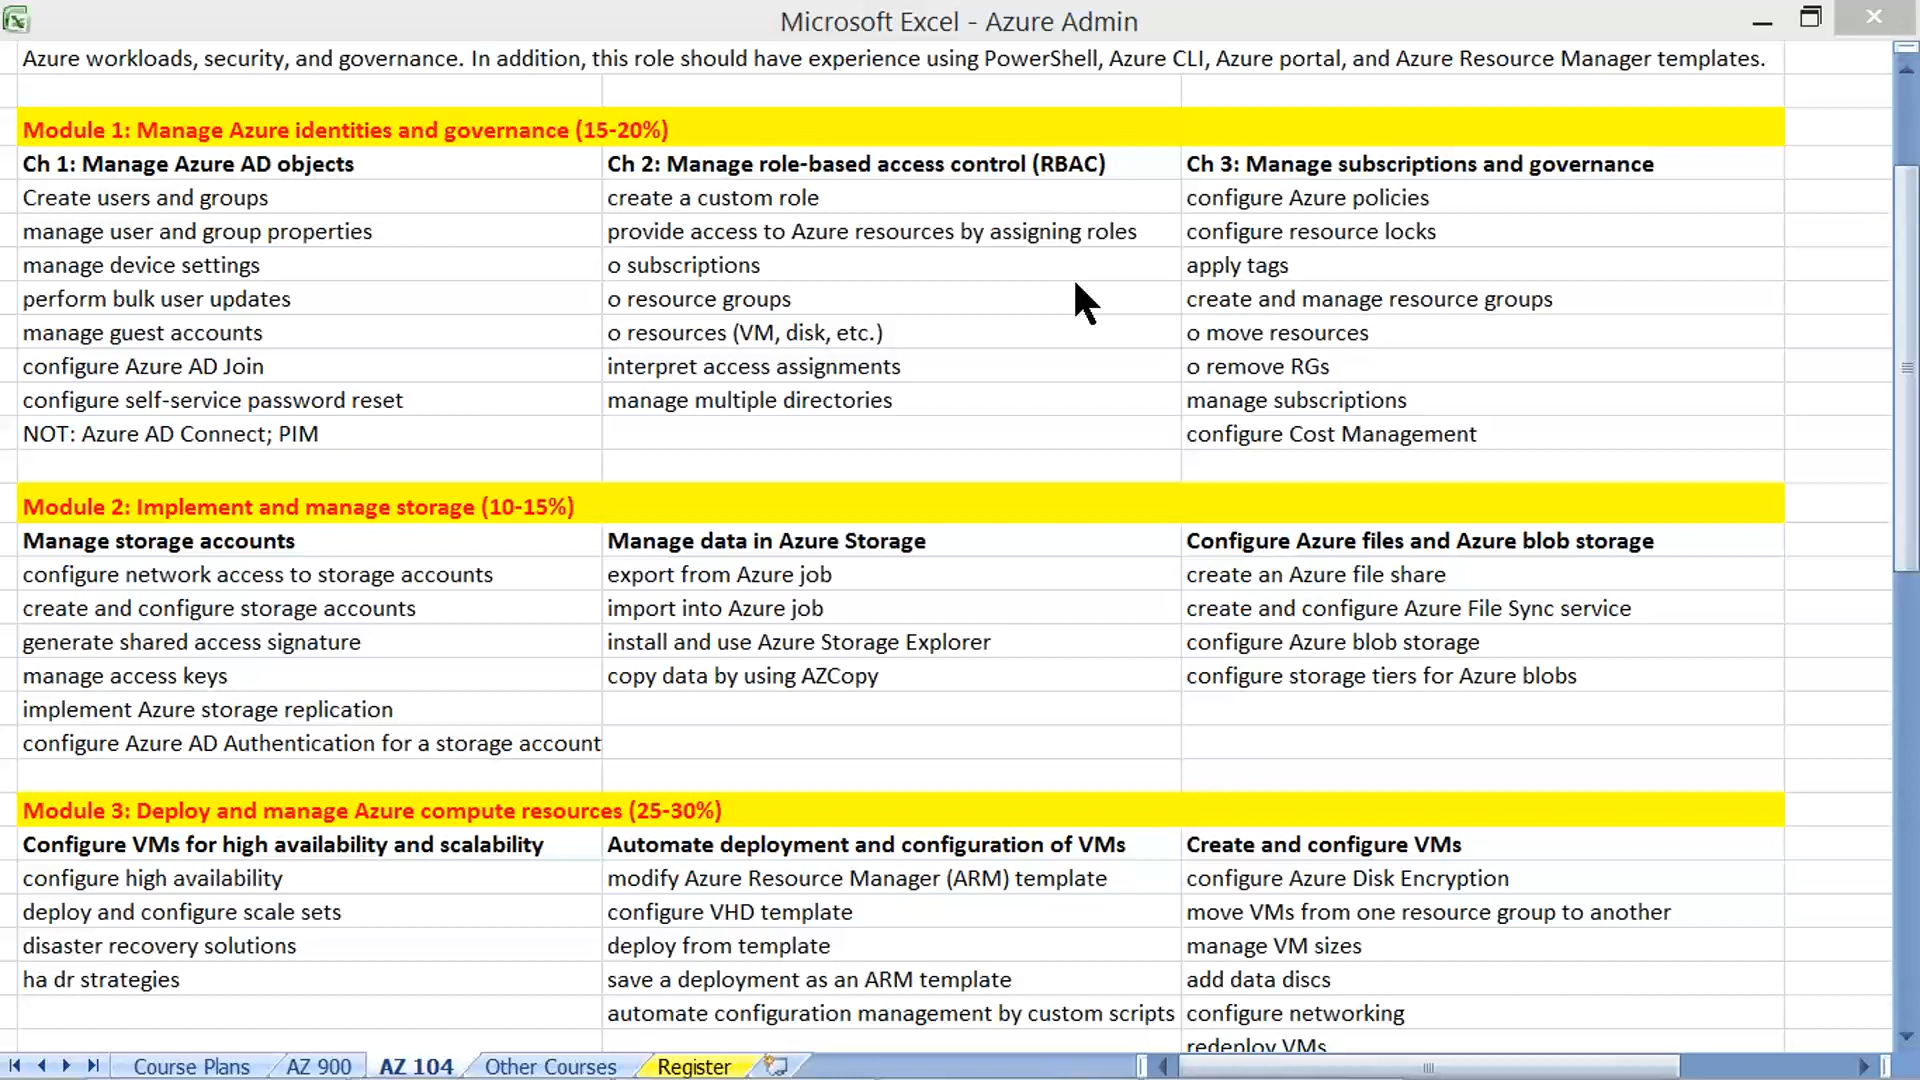 Microsoft Excel - Azure Admin
Azure workloads, security, and governance. In addition, this role should have experience using PowerShell, Azure CLI, Azure portal, and Azure Resource Manager templates.
Module 1: Manage Azure identities and governance (15-20%)
Ch 1: Manage Azure AD objects
Create users and groups
manage user and group properties
manage device settings
perform bulk user updates
manage guest accounts
configure Azure AD Join
configure self-service password reset
NOT: Azure AD Connect; PIM
Ch 2: Manage role-based access control (RBAC)
create a custom role
provide access to Azure resources by assigning roles
o subscriptions
o resource groups
o resources (VM, disk, etc.)
interpret access assignments
manage multiple directories
Ch 3: Manage subscriptions and governance
configure Azure policies
configure resource locks
apply tags
create and manage resource groups
o move resources
o remove RGs
manage subscriptions
configure Cost Management
Module 2: Implement and manage storage (10-15%)
Manage storage accounts
configure network access to storage accounts
create and configure storage accounts
generate shared access signature
manage access keys
implement Azure storage replication
configure Azure AD Authentication for a storage account
Manage data in Azure Storage
export from Azure job
import into Azure job
install and use Azure Storage Explorer
copy data by using AZCopy
Configure Azure files and Azure blob storage
create an Azure file share
create and configure Azure File Sync service
configure Azure blob storage
configure storage tiers for Azure blobs
Module 3: Deploy and manage Azure compute resources (25-30%)
Configure VMs for high availability and scalability
configure high availability
deploy and configure scale sets
disaster recovery solutions
ha dr strategies
Automate deployment and configuration of VMs
modify Azure Resource Manager (ARM) template
configure VHD template
deploy from template
save a deployment as an ARM template
automate configuration management by custom scripts
Create and configure VMs
configure Azure Disk Encryption
move VMs from one resource group to another
manage VM sizes
add data discs
configure networking
redeploy VMs
Course Plans
AZ 900
AZ 104
Other Courses
Register